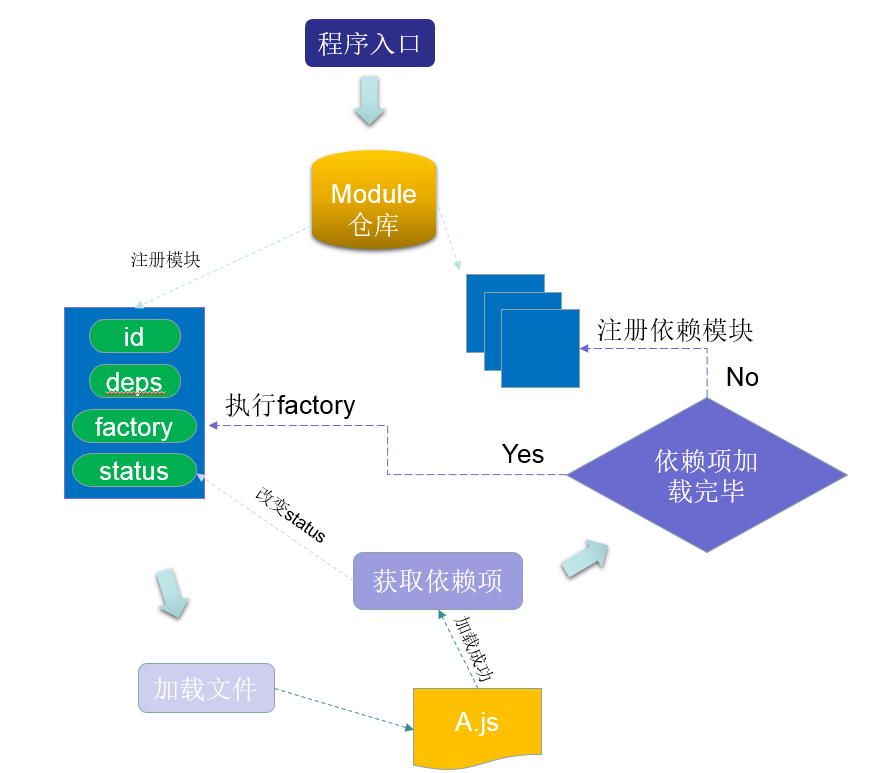 程序入口
Module
仓库
注册模块
id
deps
factory
status
注册依赖模块
No
执行factory
Yes
依赖项加
载完毕
改变status
获取依赖项
加载成功
加载文件
A.js